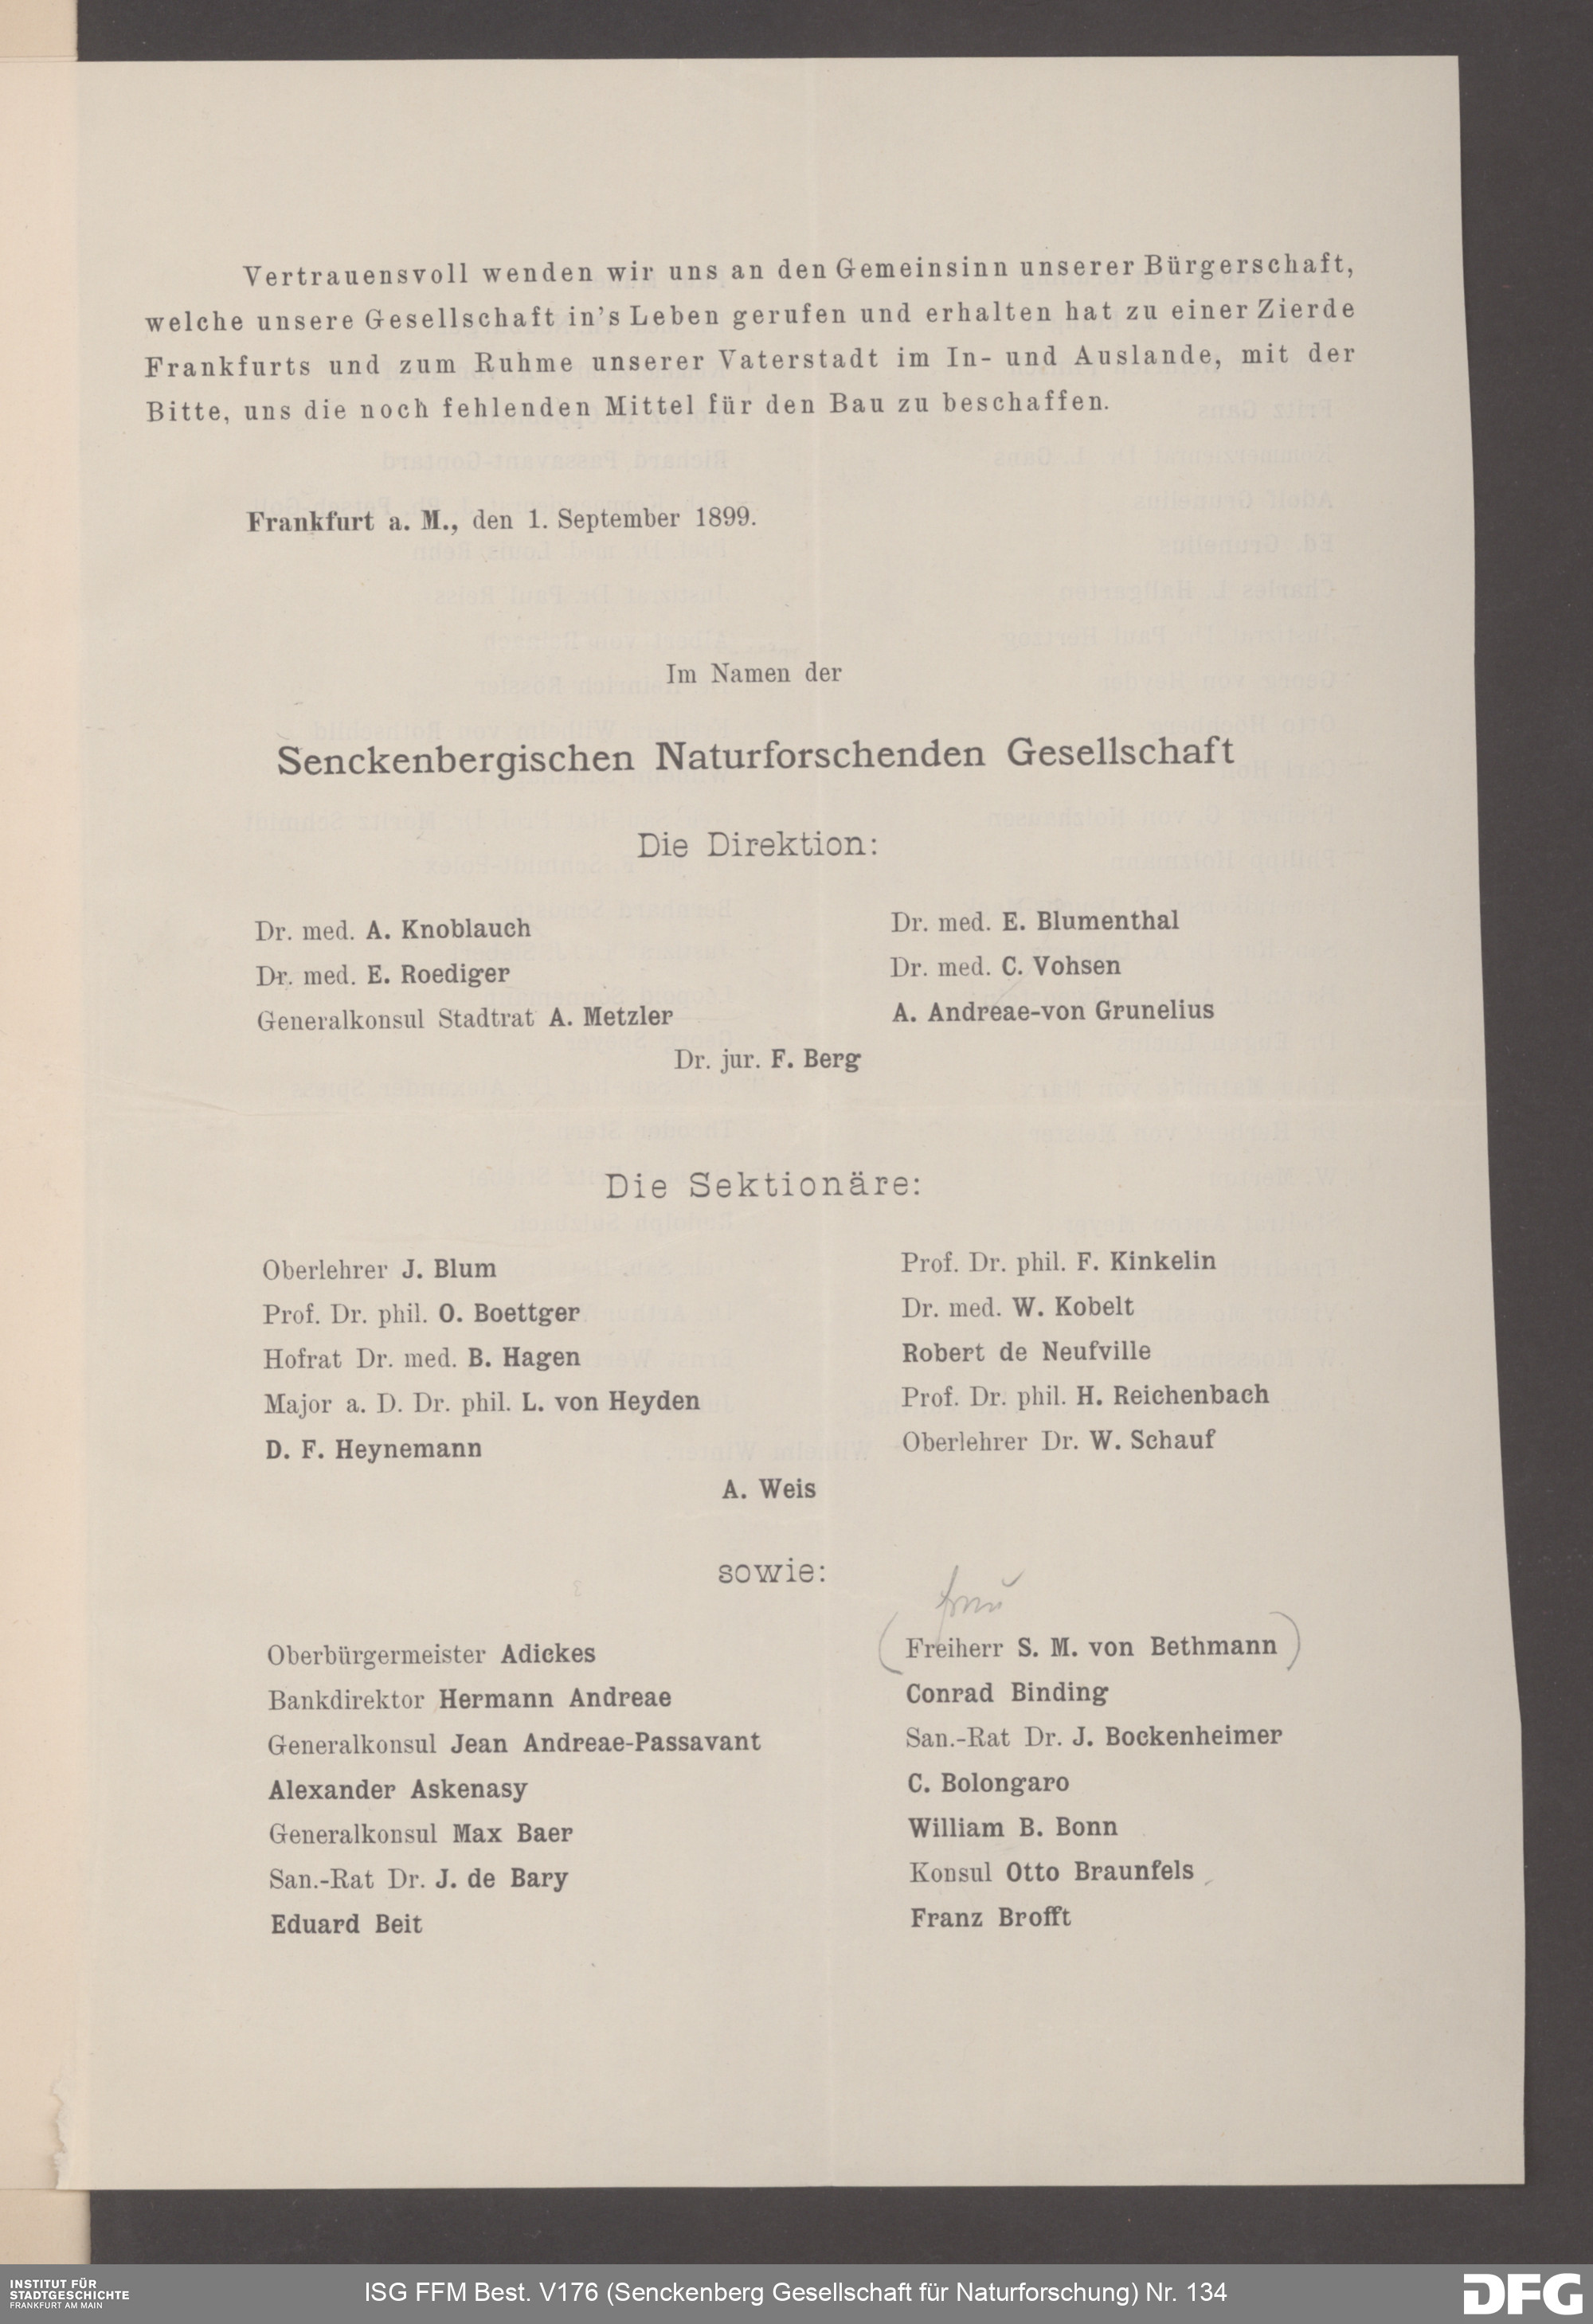 Vertrauensvoll wenden wir uns an den Gemeinsinn unserer Bürgerschaft,
welche unsere Gesellschaft in's Leben gerufen und erhalten hat zu einer Zierde
Frankfurts und zum Ruhme unserer Vaterstadt im In- und Auslande, mit der
Bitte, uns die noch fehlenden Mittel für den Bau zu beschaffen.
Frankfurt a. M., den 1. September 1899.
Im Namen der
Senckenbergischen Naturforschenden Gesellschaft
Die Direktion:
Dr. med. A. Knoblauch
Dr. med. E. Roediger
Generalkonsul Stadtrat A. Metzler
Dr. med. E. Blumenthal
Dr. med. C. Vohsen
A. Andreae-von Grunelius
Dr. jur. F. Berg
Die Sektionäre:
Oberlehrer J. Blum
Prof. Dr. phil. O. Boettger
Hofrat Dr. med. B. Hagen
Major a. D. Dr. phil. L. von Heyden
D. F. Heynemann
Prof. Dr. phil. F. Kinkelin
Dr. med. W. Kobelt
Robert de Neufville
Prof. Dr. phil. H. Reichenbach
Oberlehrer Dr. W. Schauf
A. Weis
sowie:
Oberbürgermeister Adickes
Bankdirektor Hermann Andreae
Generalkonsul Jean Andreae-Passavant
Alexander Askenasy
Generalkonsul Max Baer
San.-Rat Dr. J. de Bary
Eduard Beit
(Freiherr S. M. von Bethmann)
Conrad Binding
San.-Rat Dr. J. Bockenheimer
C. Bolongaro
William B. Bonn
Konsul Otto Braunfels
Franz Brofft
INSTITUT FÜR
STADTGESCHICHTE
FRANKFURT AM MAIN
ISG FFM Best. V176 (Senckenberg Gesellschaft für Naturforschung) Nr. 134
DFG